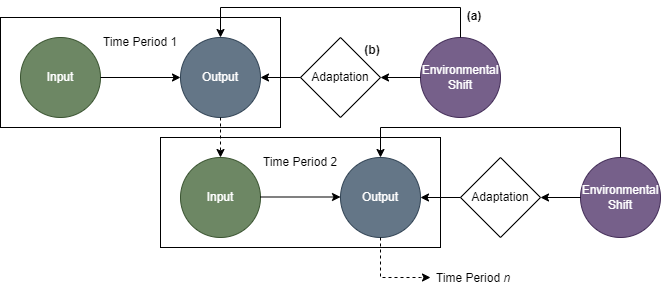 (a)
Time Period 1
(b)
Input
Output
Adaptation
Environmental
Shift
Time Period 2
Input
Output
Adaptation
Environmental
Shift
Time Period n